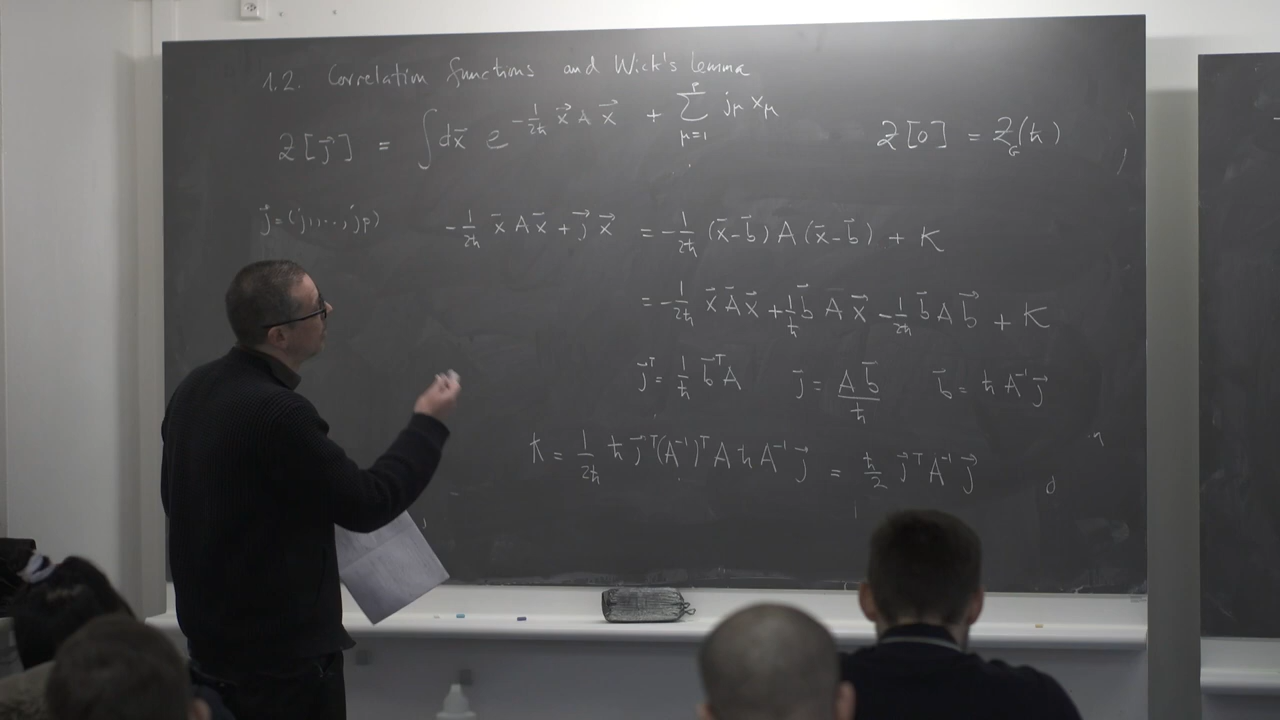 1.2. Correlation functions and Wick's Lemma
Z[j⃗] = ∫dx̄ e^{-1/2ħ x⃗ A x⃗ + Σ_{μ=1}^{P} j_μ x_μ} Z[0] = Z_G(ħ)
j⃗=(j_1,..., j_P) -1/2ħ x̄ A x̄ + j⃗ x⃗ = -1/2ħ (x̄-b̄) A (x̄-b̄) + K
= -1/2ħ x̄ Ā x̄ + 1/ħ b̄ A x⃗ - 1/2ħ b̄ A b⃗ + K
j⃗^T = 1/ħ b̄^T A j⃗ = A b̄/ħ b̄ = ħ A^{-1} j⃗
K = 1/2ħ ħ j⃗^T (A^{-1})^T A ħ A^{-1} j⃗ = ħ/2 j⃗^T A^{-1} j⃗